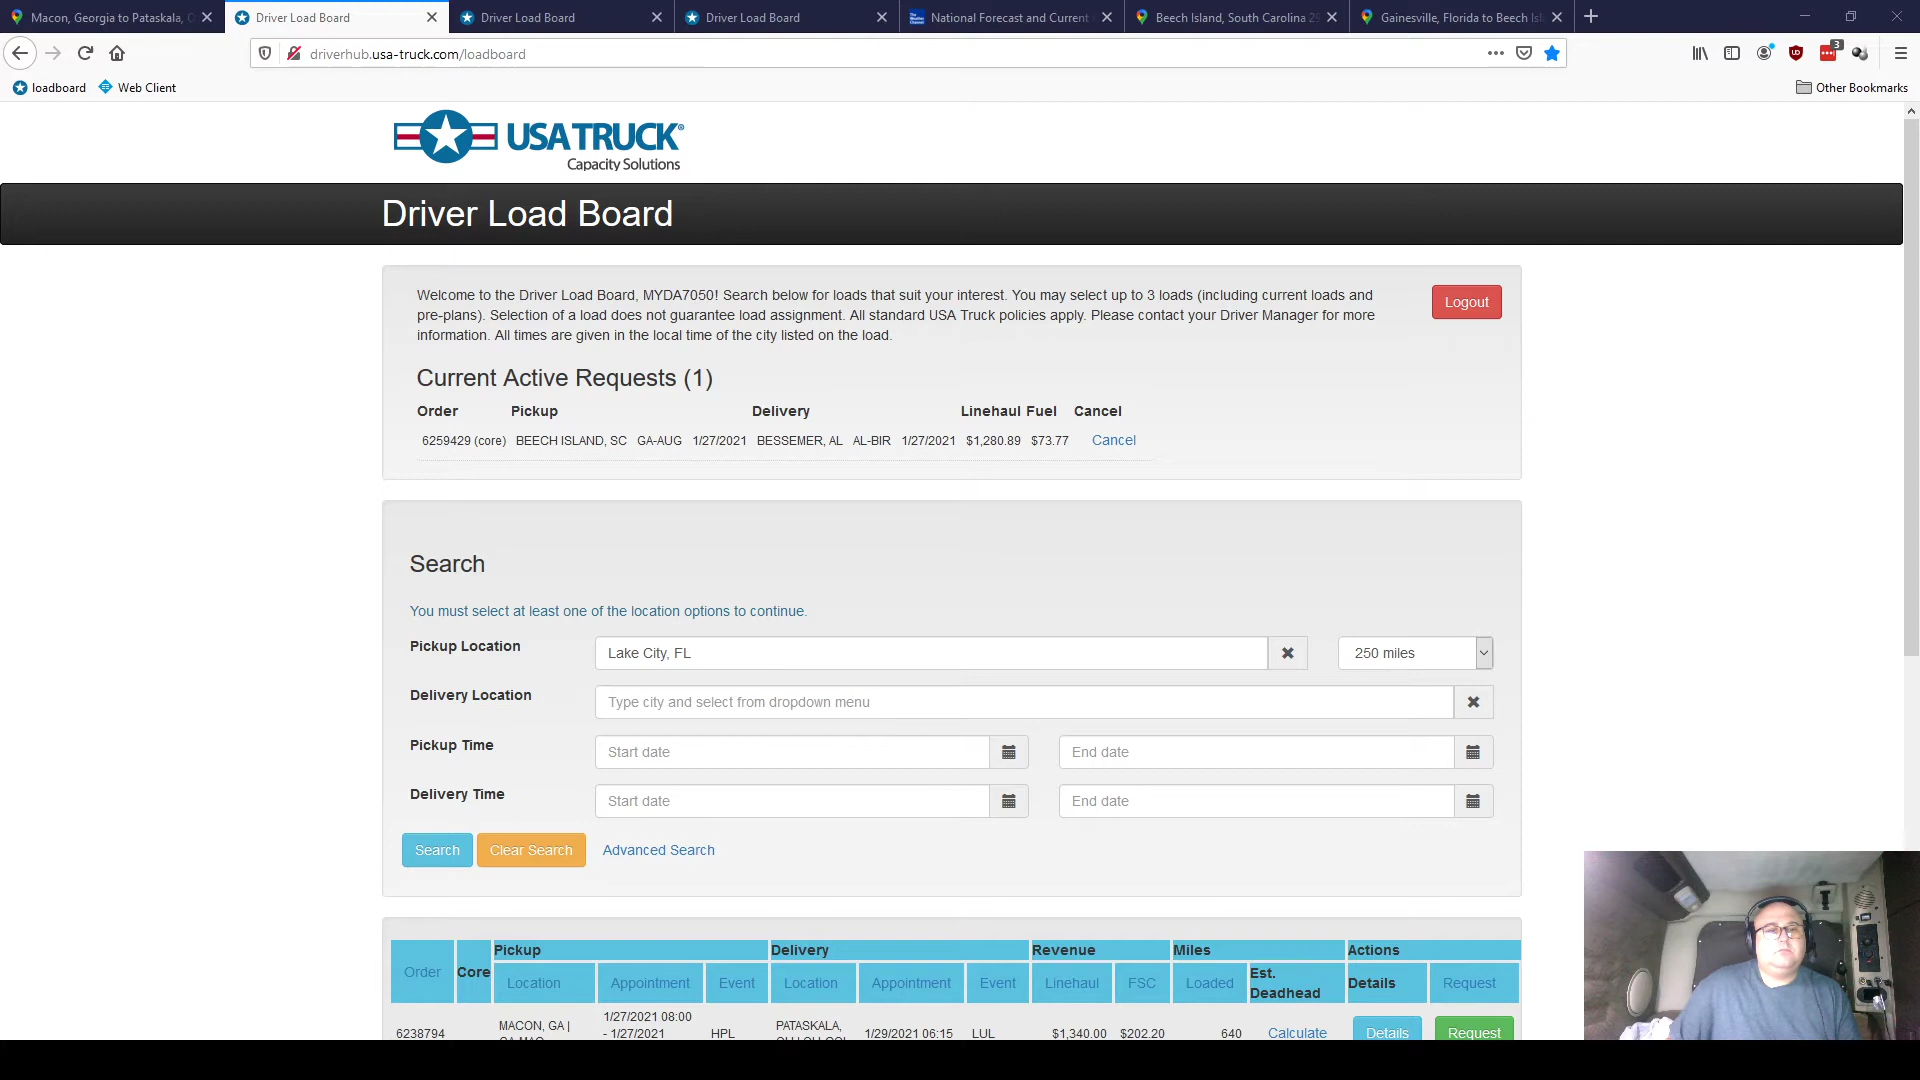 Macon, Georgia to Pataskala, O
Driver Load Board
Driver Load Board
Driver Load Board
National Forecast and Current
Beech Island, South Carolina 29
Gainesville, Florida to Beech Isl
driverhub.usa-truck.com/loadboard
3
loadboard
Web Client
Other Bookmarks
USA TRUCK
Capacity Solutions
Driver Load Board
Welcome to the Driver Load Board, MYDA7050! Search below for loads that suit your interest. You may select up to 3 loads (including current loads and
pre-plans). Selection of a load does not guarantee load assignment. All standard USA Truck policies apply. Please contact your Driver Manager for more
information. All times are given in the local time of the city listed on the load.
Logout
Current Active Requests (1)
Order Pickup Delivery Linehaul Fuel Cancel
6259429 (core) BEECH ISLAND, SC GA-AUG 1/27/2021 BESSEMER, AL AL-BIR 1/27/2021 $1,280.89 $73.77 Cancel
Search
You must select at least one of the location options to continue.
Pickup Location Lake City, FL 250 miles
Delivery Location Type city and select from dropdown menu
Pickup Time Start date End date
Delivery Time Start date End date
Search Clear Search Advanced Search
Pickup Delivery Revenue Miles Actions
Order Core Location Appointment Event Location Appointment Event Linehaul FSC Loaded Est. Deadhead Details Request
6238794 MACON, GA | 1/27/2021 08:00 - 1/27/2021 HPL PATASKALA, 1/29/2021 06:15 LUL $1,340.00 $202.20 640 Calculate Details Request